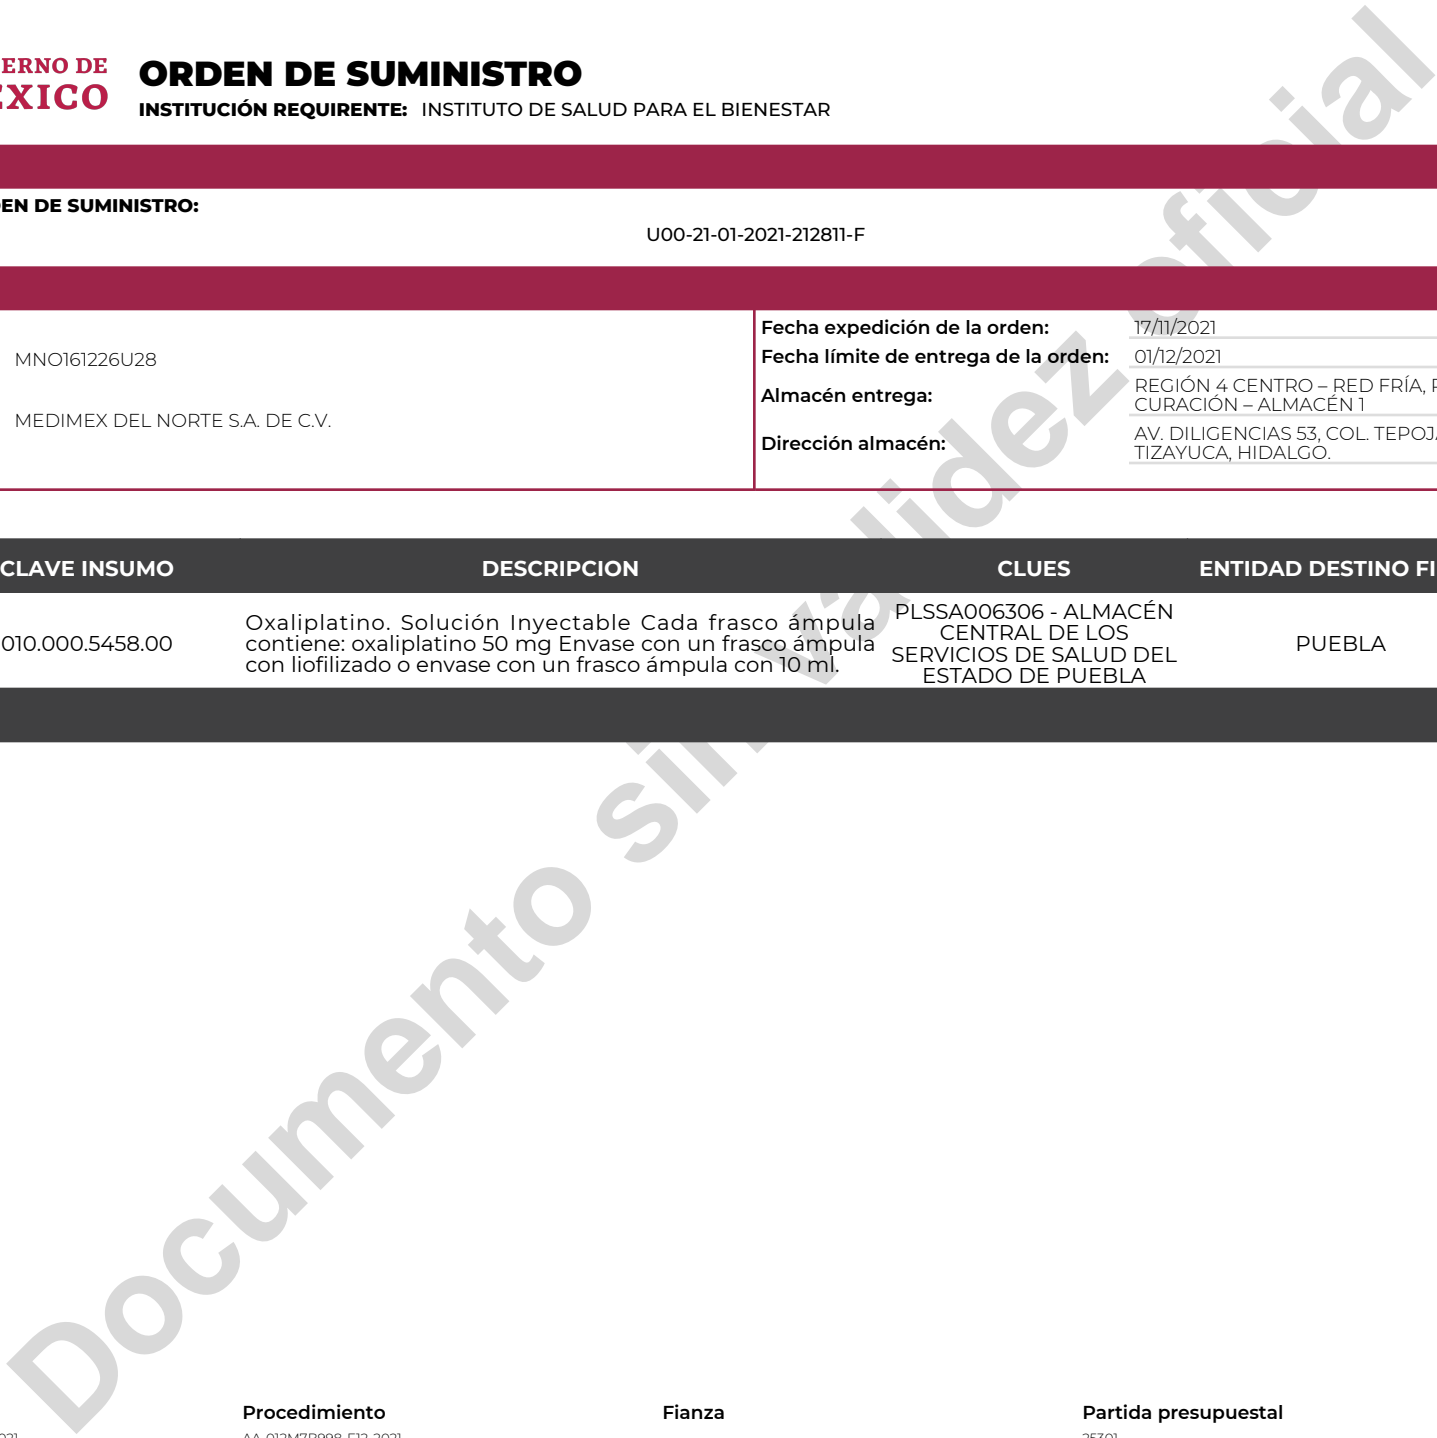 ERNO DE
ÉXICO
ORDEN DE SUMINISTRO
INSTITUCIÓN REQUIRENTE: INSTITUTO DE SALUD PARA EL BIENESTAR
EN DE SUMINISTRO:
U00-21-01-2021-212811-F
MNO161226U28
MEDIMEX DEL NORTE S.A. DE C.V.
Fecha expedición de la orden: 17/11/2021
Fecha límite de entrega de la orden: 01/12/2021
Almacén entrega: REGIÓN 4 CENTRO – RED FRÍA,
CURACIÓN – ALMACÉN 1
Dirección almacén: AV. DILIGENCIAS 53, COL. TEPOJA
TIZAYUCA, HIDALGO.
CLAVE INSUMO DESCRIPCION CLUES ENTIDAD DESTINO FI
010.000.5458.00
Oxaliplatino. Solución Inyectable Cada frasco ámpula
contiene: oxaliplatino 50 mg Envase con un frasco ámpula
con liofilizado o envase con un frasco ámpula con 10 ml.
PLSSA006306 - ALMACÉN
CENTRAL DE LOS
SERVICIOS DE SALUD DEL
ESTADO DE PUEBLA
PUEBLA
Documento sin validez oficial
Procedimiento Fianza Partida presupuestal